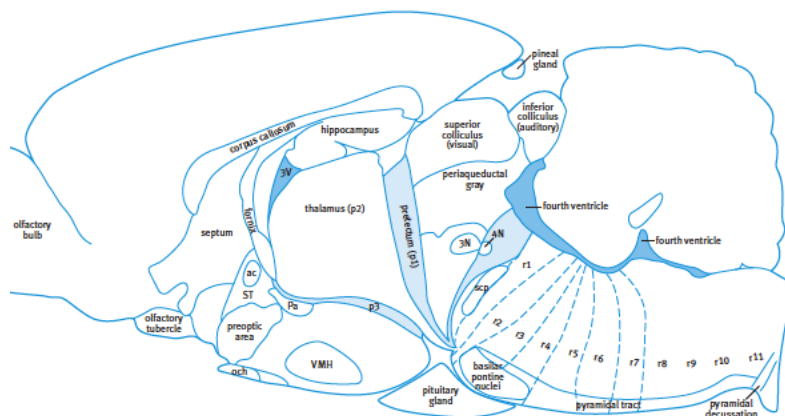 pineal
gland
inferior
colliculus
(auditory)
superior
colliculus
(visual)
hippocampus
corpus callosum
3V
periaqueductal
gray
thalamus (p2)
pretectum (p1)
fornix
septum
olfactory
bulb
fourth ventricle
fourth ventricle
3N
4N
scp
r1
r2
r3
r4
r5
r6
r7
r8
r9
r10
r11
ac
ST
Pa
p3
olfactory
tubercle
preoptic
area
och
VMH
basilar
pontine
nuclei
pituitary
gland
pyramidal tract
pyramidal
decussation